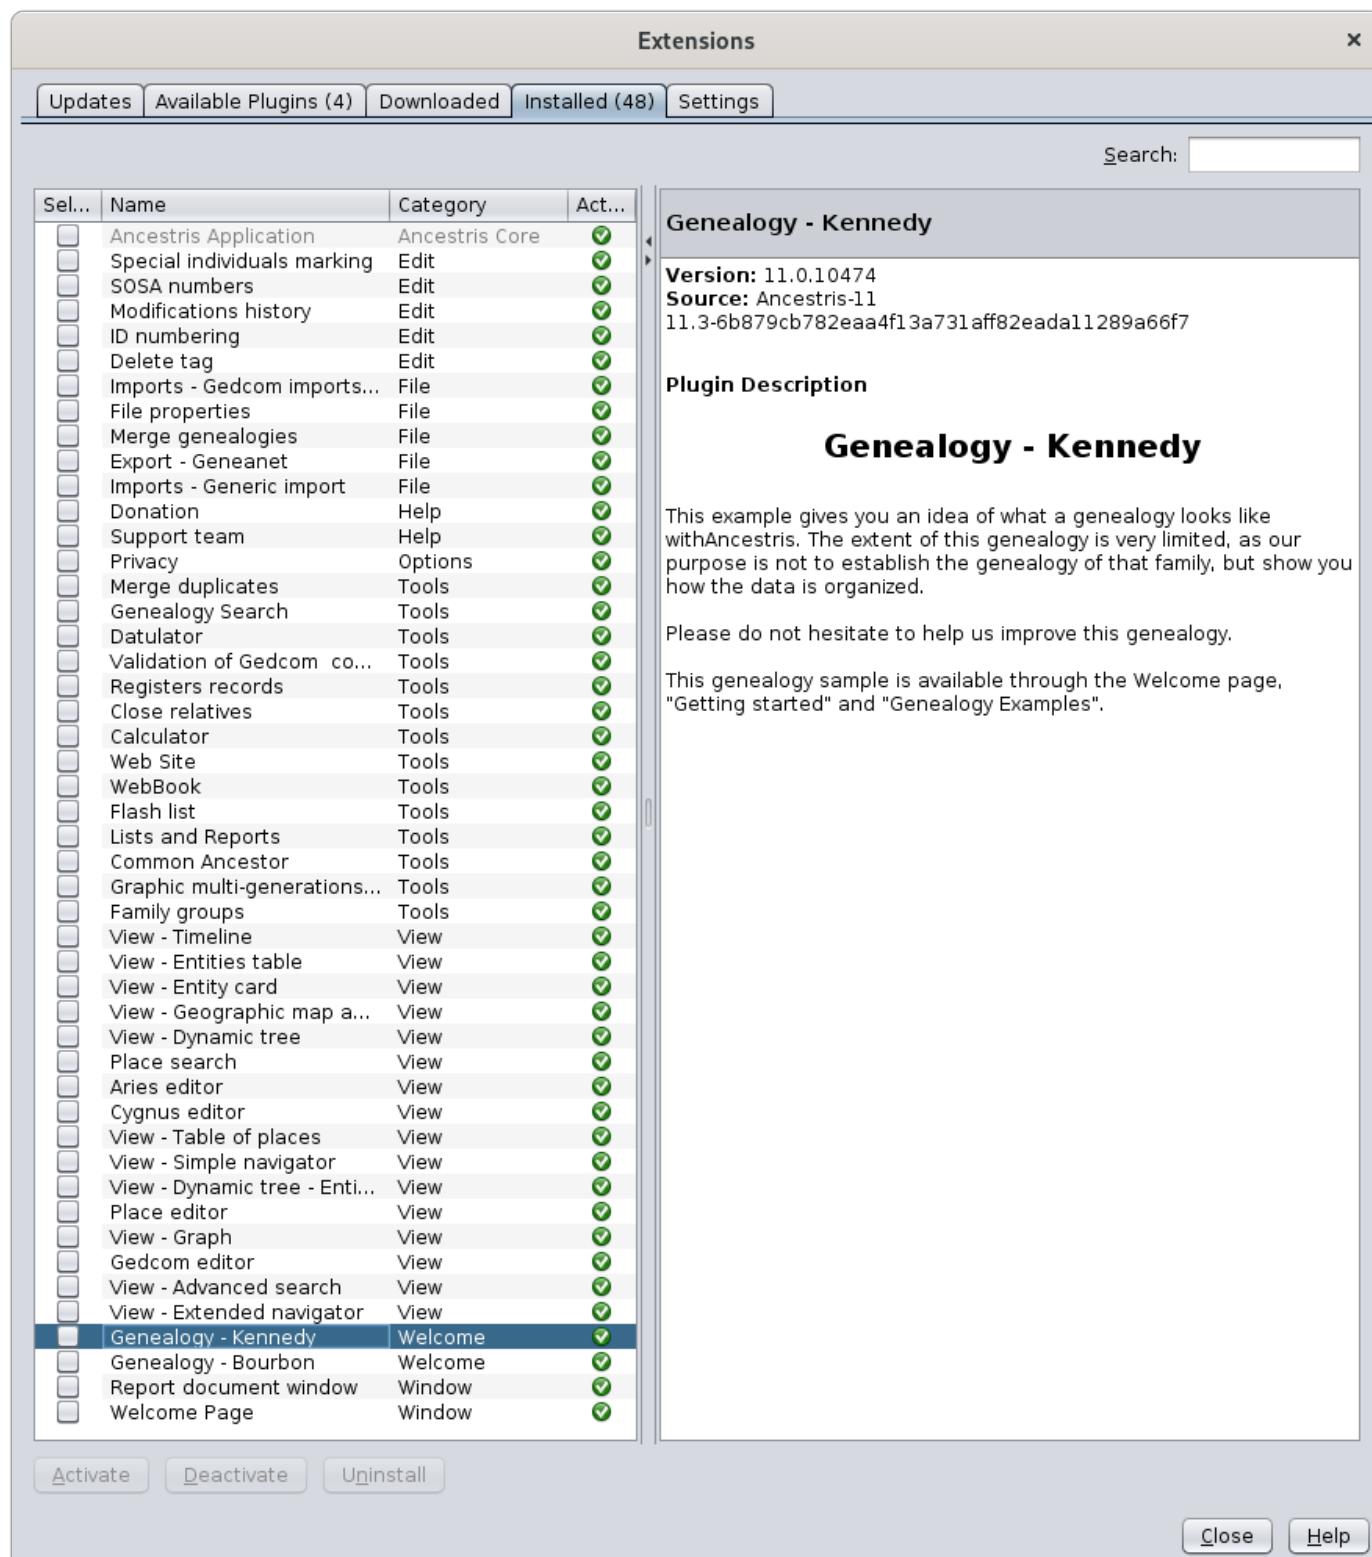 Extensions
Updates Available Plugins (4) Downloaded Installed (48) Settings
Search:
Sel... Name Category Act...
Ancestris Application Ancestris Core
Special individuals marking Edit
SOSA numbers Edit
Modifications history Edit
ID numbering Edit
Delete tag Edit
Imports - Gedcom imports... File
File properties File
Merge genealogies File
Export - Geneanet File
Imports - Generic import File
Donation Help
Support team Help
Privacy Options
Merge duplicates Tools
Genealogy Search Tools
Datulator Tools
Validation of Gedcom  co... Tools
Registers records Tools
Close relatives Tools
Calculator Tools
Web Site Tools
WebBook Tools
Flash list Tools
Lists and Reports Tools
Common Ancestor Tools
Graphic multi-generations... Tools
Family groups Tools
View - Timeline View
View - Entities table View
View - Entity card View
View - Geographic map a... View
View - Dynamic tree View
Place search View
Aries editor View
Cygnus editor View
View - Table of places View
View - Simple navigator View
View - Dynamic tree - Enti... View
Place editor View
View - Graph View
Gedcom editor View
View - Advanced search View
View - Extended navigator View
Genealogy - Kennedy Welcome
Genealogy - Bourbon Welcome
Report document window Window
Welcome Page Window
Genealogy - Kennedy
Version: 11.0.10474
Source: Ancestris-11
11.3-6b879cb782eaa4f13a731aff82eada11289a66f7
Plugin Description
Genealogy - Kennedy
This example gives you an idea of what a genealogy looks like
withAncestris. The extent of this genealogy is very limited, as our
purpose is not to establish the genealogy of that family, but show you
how the data is organized.
Please do not hesitate to help us improve this genealogy.
This genealogy sample is available through the Welcome page,
"Getting started" and "Genealogy Examples".
Activate Deactivate Uninstall
Close Help